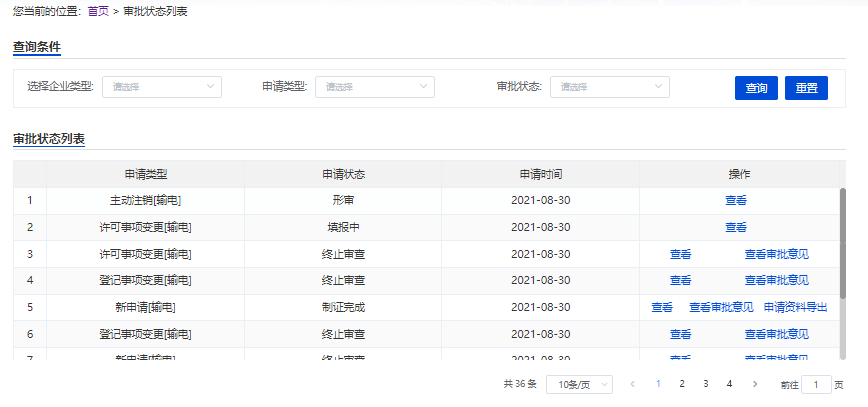 您当前的位置： 首页 > 审批状态列表
查询条件
选择企业类型: 请选择 申请类型: 请选择 审批状态: 请选择 查询 重置
审批状态列表
申请类型 申请状态 申请时间 操作
1 主动注销[输电] 形审 2021-08-30 查看
2 许可事项变更[输电] 填报中 2021-08-30 查看
3 许可事项变更[输电] 终止审查 2021-08-30 查看 查看审批意见
4 登记事项变更[输电] 终止审查 2021-08-30 查看 查看审批意见
5 新申请[输电] 制证完成 2021-08-30 查看 查看审批意见 申请资料导出
6 登记事项变更[输电] 终止审查 2021-08-30 查看 查看审批意见
7 新申请[输电] 终止审查 2021-08-30 查看 查看审批意见
共 36 条 10条/页 < 1 2 3 4 > 前往 1 页